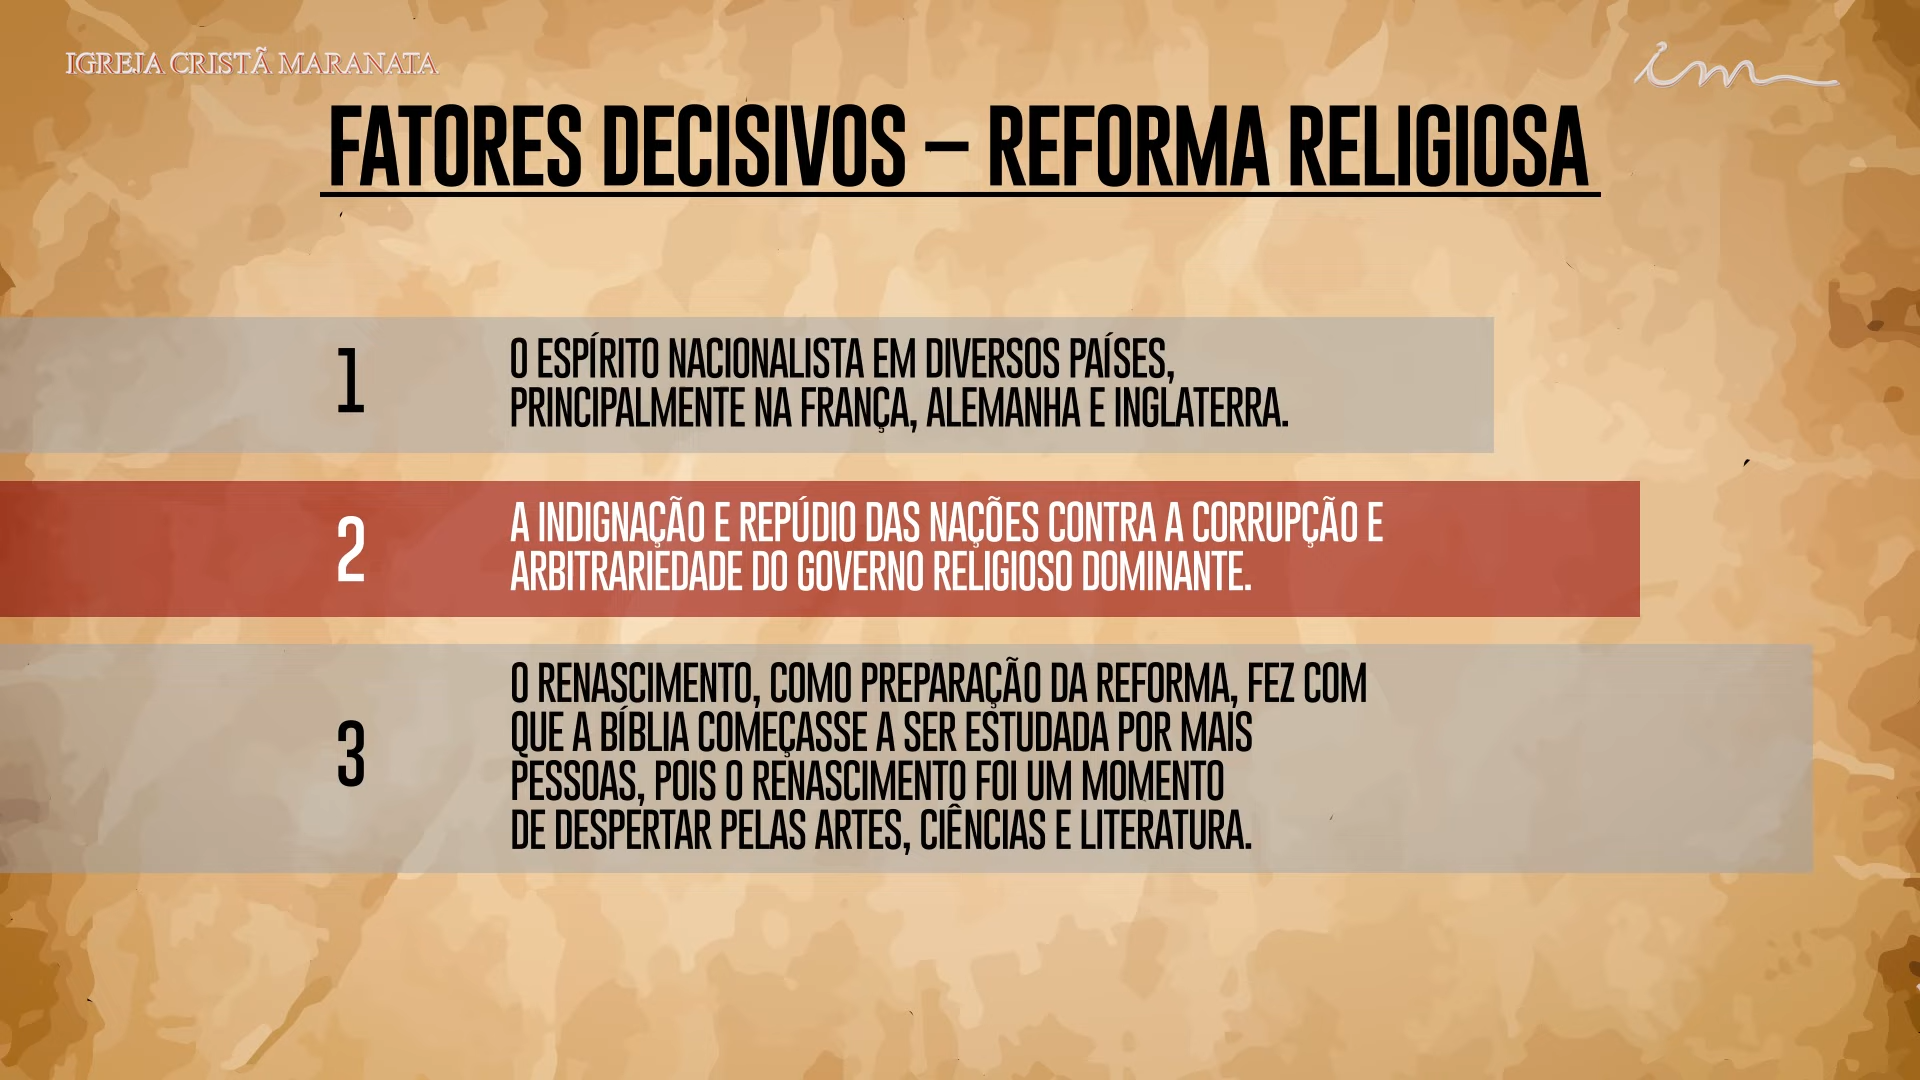 IGREJA CRISTÃ MARANATA
im
FATORES DECISIVOS – REFORMA RELIGIOSA
1
O ESPÍRITO NACIONALISTA EM DIVERSOS PAÍSES,
PRINCIPALMENTE NA FRANÇA, ALEMANHA E INGLATERRA.
2
A INDIGNAÇÃO E REPÚDIO DAS NAÇÕES CONTRA A CORRUPÇÃO E
ARBITRARIEDADE DO GOVERNO RELIGIOSO DOMINANTE.
3
O RENASCIMENTO, COMO PREPARAÇÃO DA REFORMA, FEZ COM
QUE A BÍBLIA COMEÇASSE A SER ESTUDADA POR MAIS
PESSOAS, POIS O RENASCIMENTO FOI UM MOMENTO
DE DESPERTAR PELAS ARTES, CIÊNCIAS E LITERATURA.